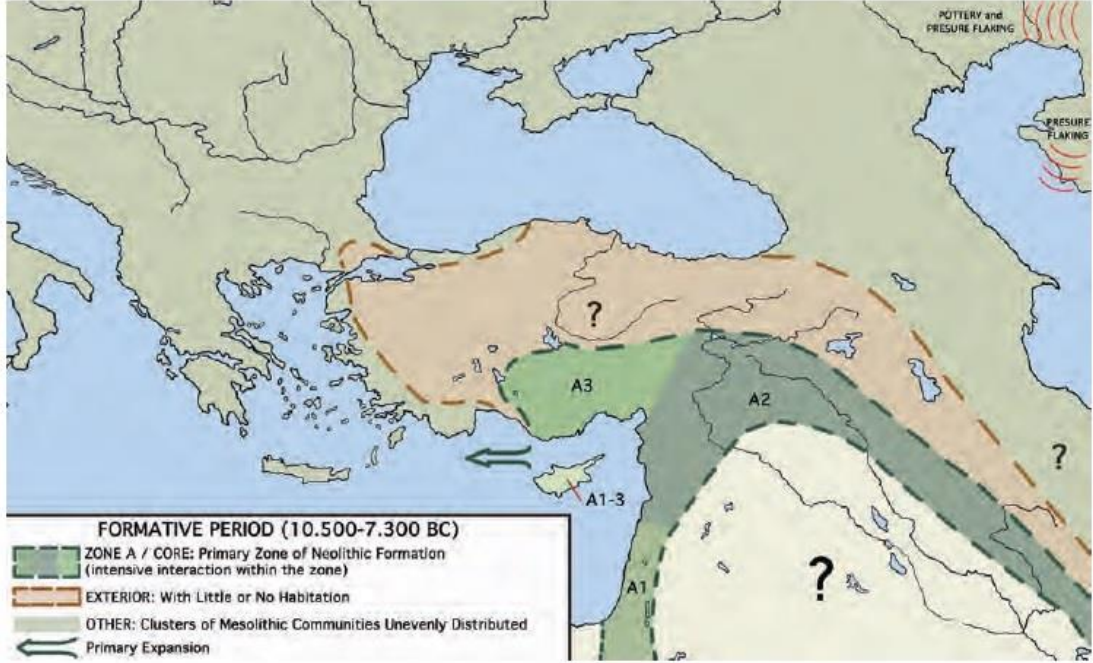 POTTERY and
PRESURE FLAKING
PRESURE
FLAKING
?
A3
A2
?
A1-3
A1
?
FORMATIVE PERIOD (10.500-7.300 BC)
ZONE A / CORE: Primary Zone of Neolithic Formation
(intensive interaction within the zone)
EXTERIOR: With Little or No Habitation
OTHER: Clusters of Mesolithic Communities Unevenly Distributed
Primary Expansion